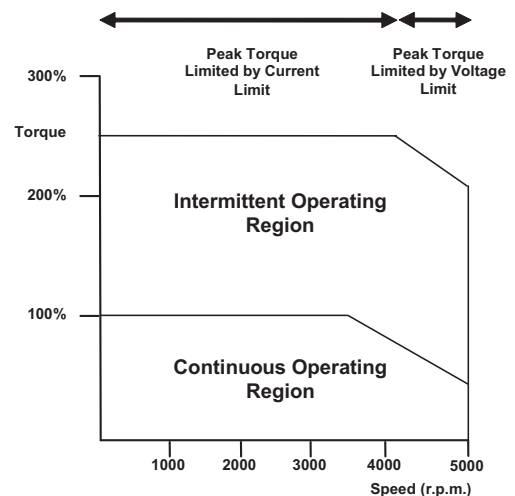 Peak Torque
Limited by Current
Limit
Peak Torque
Limited by Voltage
Limit
300%
Torque
200%
Intermittent Operating
Region
100%
Continuous Operating
Region
1000 2000 3000 4000 5000
Speed (r.p.m.)